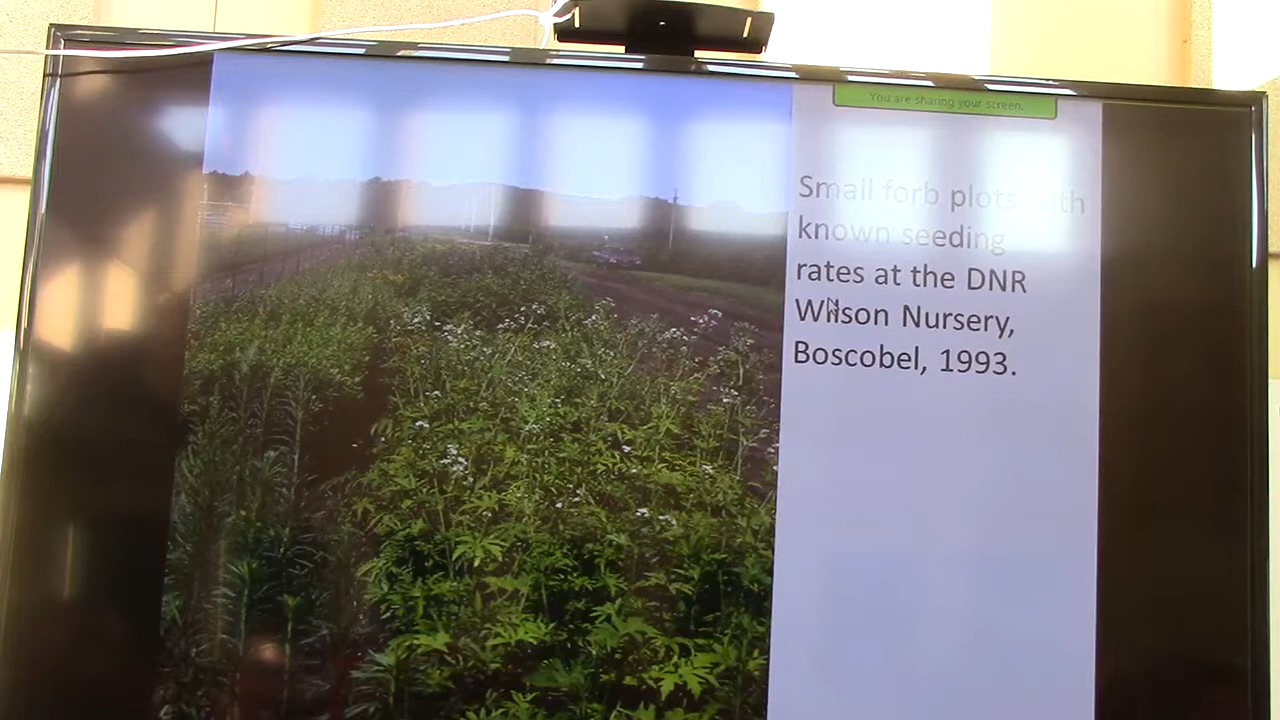 You are sharing your screen.
Small forb plots with
known seeding
rates at the DNR
Wilson Nursery,
Boscobel, 1993.